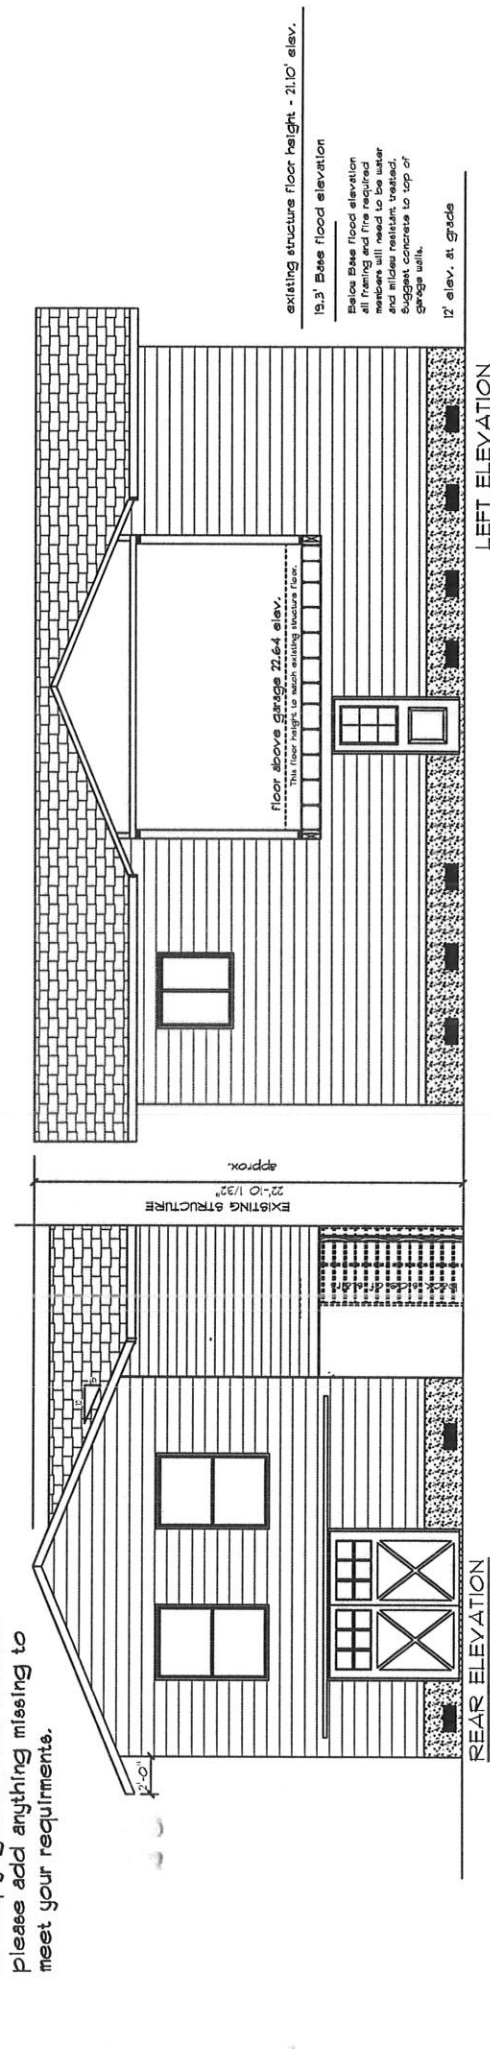 please add anything missing to
meet your requirments.
2'-0"
12
REAR ELEVATION
EXISTING STRUCTURE
22'-10 1/32"
approx.
floor above garage 22.64 elev.
This floor height to match existing structure floor.
existing structure floor height - 21.10' elev.
19.3' Base flood elevation
Below Base flood elevation
all framing and fire required
members will need to be water
and mildew resistant treated.
Suggest concrete to top of
garage walls.
12' elev. at grade
LEFT ELEVATION